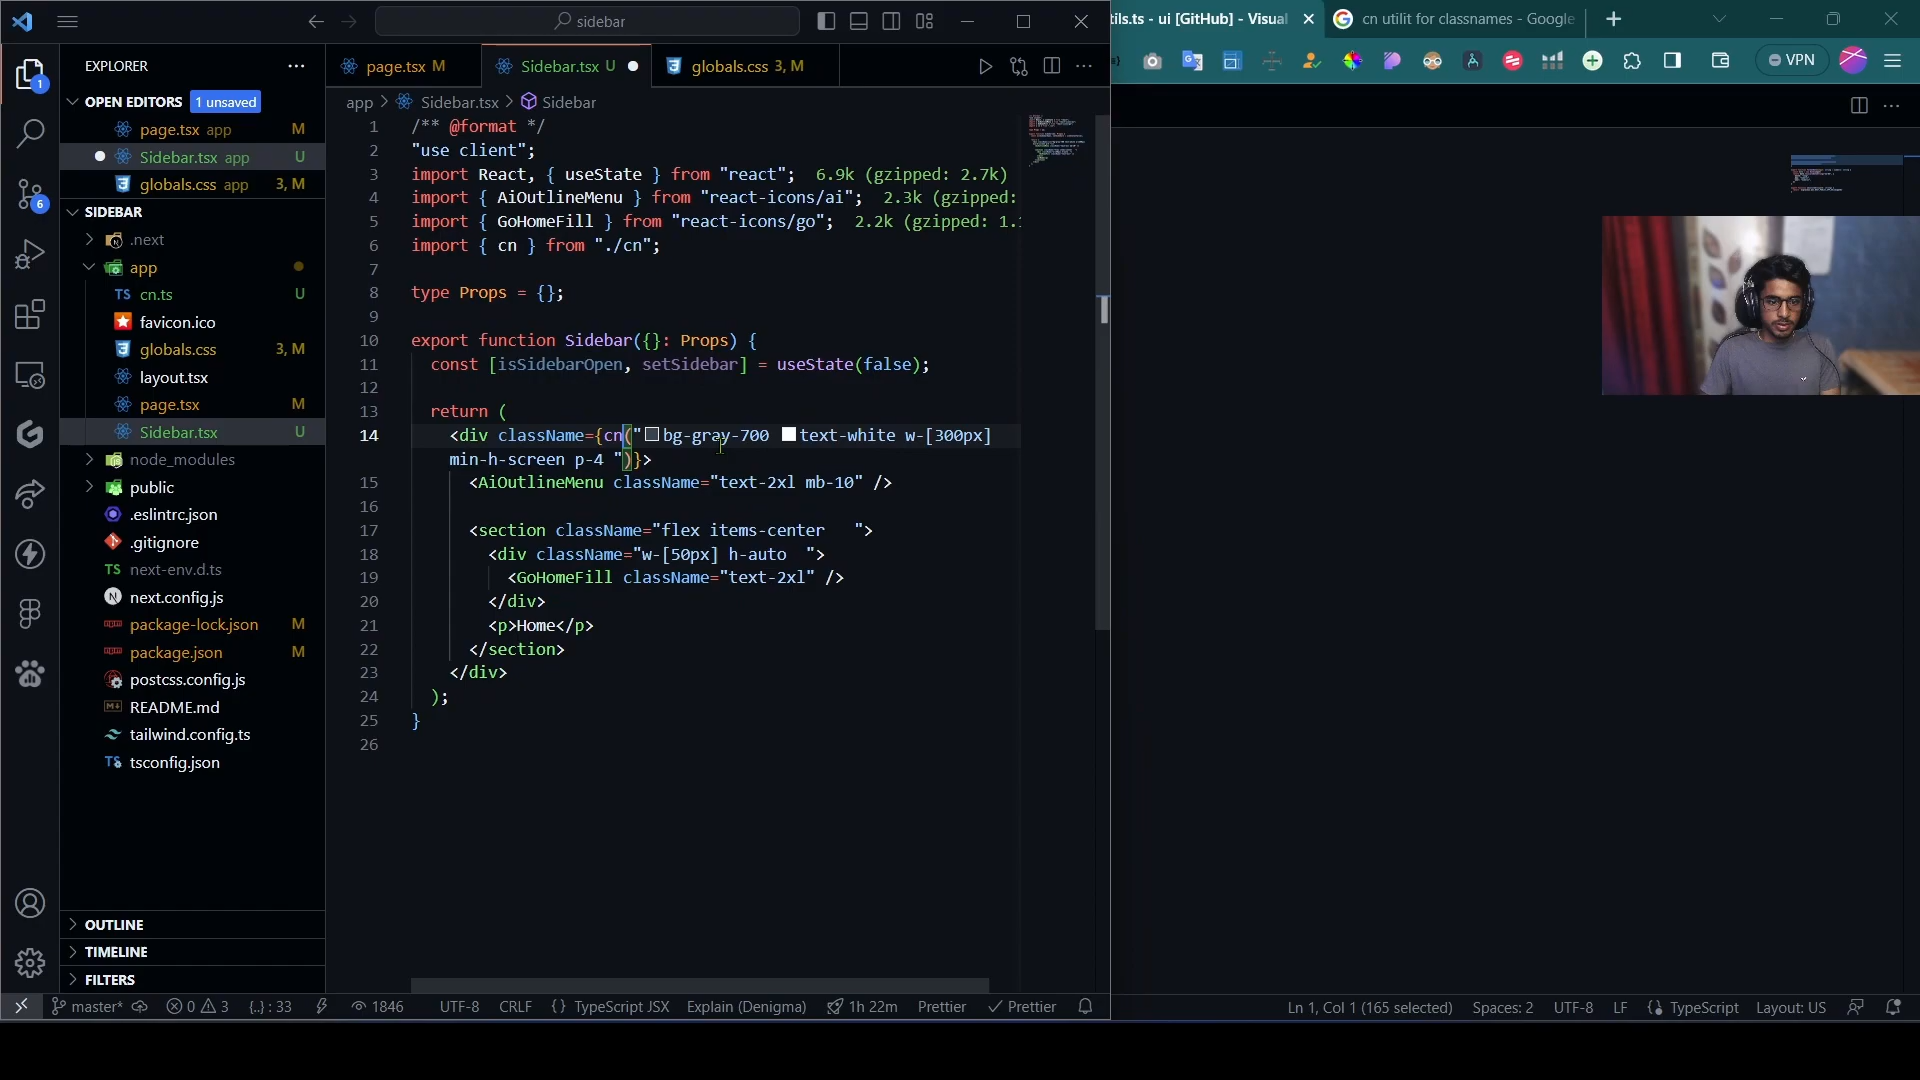 sidebar
tils.ts - ui [GitHub] - Visual
cn utilit for classnames - Google
VPN
EXPLORER
OPEN EDITORS
1 unsaved
page.tsx app M
Sidebar.tsx app U
globals.css app 3, M
SIDEBAR
.next
app
TS cn.ts U
favicon.ico
globals.css 3, M
layout.tsx
page.tsx M
Sidebar.tsx U
node_modules
public
.eslintrc.json
.gitignore
TS next-env.d.ts
N next.config.js
package-lock.json M
package.json M
postcss.config.js
README.md
tailwind.config.ts
TS tsconfig.json
OUTLINE
TIMELINE
FILTERS
1
6
page.tsx M
Sidebar.tsx U
globals.css 3, M
app > Sidebar.tsx > Sidebar
1 /** @format */
2 "use client";
3 import React, { useState } from "react"; 6.9k (gzipped: 2.7k)
4 import { AiOutlineMenu } from "react-icons/ai"; 2.3k (gzipped:
5 import { GoHomeFill } from "react-icons/go"; 2.2k (gzipped: 1.
6 import { cn } from "./cn";
7
8 type Props = {};
9
10 export function Sidebar({}: Props) {
11 const [isSidebarOpen, setSidebar] = useState(false);
12
13 return (
14 <div className={cn("bg-gray-700 text-white w-[300px]
min-h-screen p-4 ")}>
15 <AiOutlineMenu className="text-2xl mb-10" />
16
17 <section className="flex items-center   ">
18 <div className="w-[50px] h-auto  ">
19 <GoHomeFill className="text-2xl" />
20 </div>
21 <p>Home</p>
22 </section>
23 </div>
24 );
25 }
26
master* 0 3 {..} : 33 1846 UTF-8 CRLF {} TypeScript JSX Explain (Denigma) 1h 22m Prettier Prettier
Ln 1, Col 1 (165 selected) Spaces: 2 UTF-8 LF TypeScript Layout: US